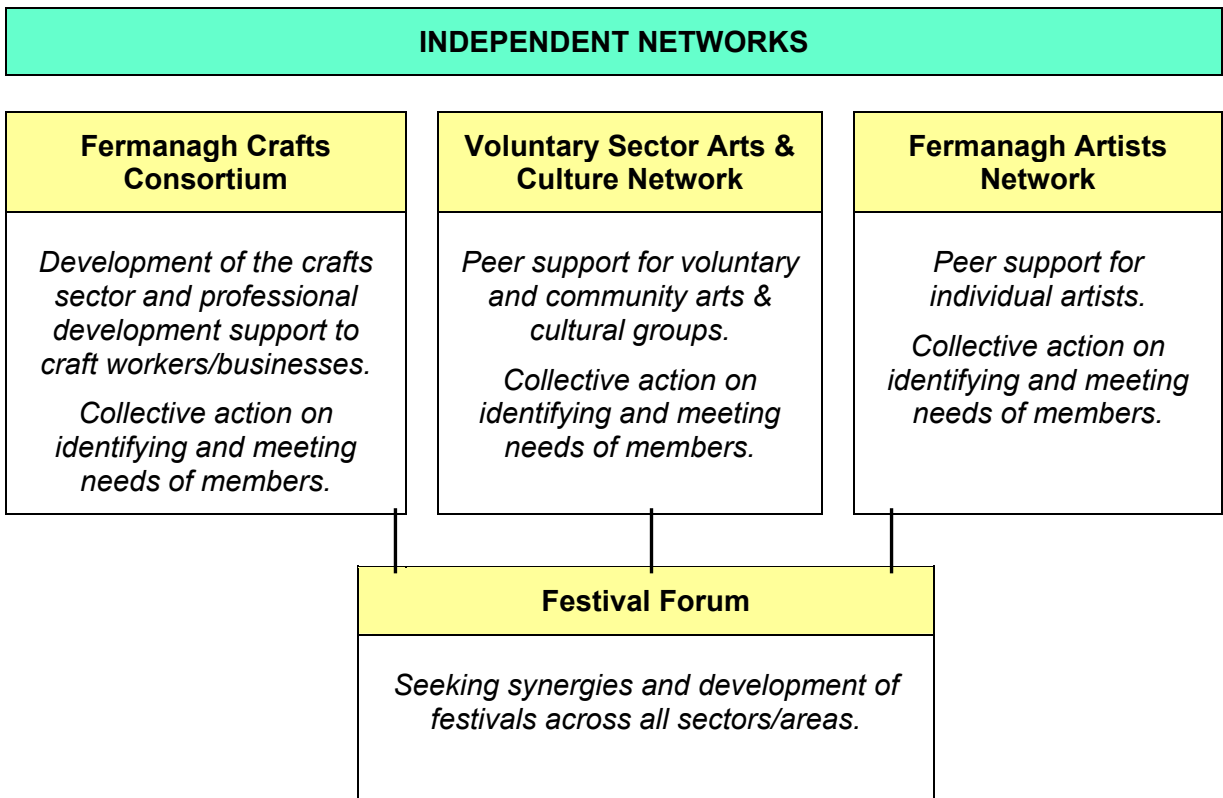 INDEPENDENT NETWORKS
Fermanagh Crafts
Consortium
Development of the crafts
sector and professional
development support to
craft workers/businesses.
Collective action on
identifying and meeting
needs of members.
Voluntary Sector Arts &
Culture Network
Peer support for voluntary
and community arts &
cultural groups.
Collective action on
identifying and meeting
needs of members.
Fermanagh Artists
Network
Peer support for
individual artists.
Collective action on
identifying and meeting
needs of members.
Festival Forum
Seeking synergies and development of
festivals across all sectors/areas.